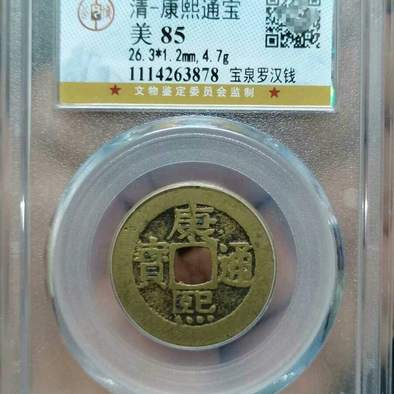 清-康熙通宝
美 85
26.3*1.2mm,4.7g
1114263878 宝泉罗汉钱
★ 文物鉴定委员会监制 ★
康熙通寳